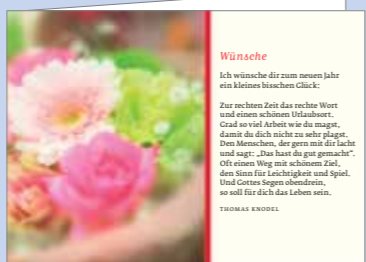 Wünsche
Ich wünsche dir zum neuen Jahr
ein kleines bisschen Glück:
Zur rechten Zeit das rechte Wort
und einen schönen Urlaubsort.
Grad so viel Arbeit wie du magst,
damit du dich nicht zu sehr plagst.
Den Menschen, der gern mit dir lacht
und sagt: „Das hast du gut gemacht“.
Oft einen Weg mit schönem Ziel,
den Sinn für Leichtigkeit und Spiel.
Und Gottes Segen obendrein,
so soll für dich das Leben sein.
THOMAS KNODEL